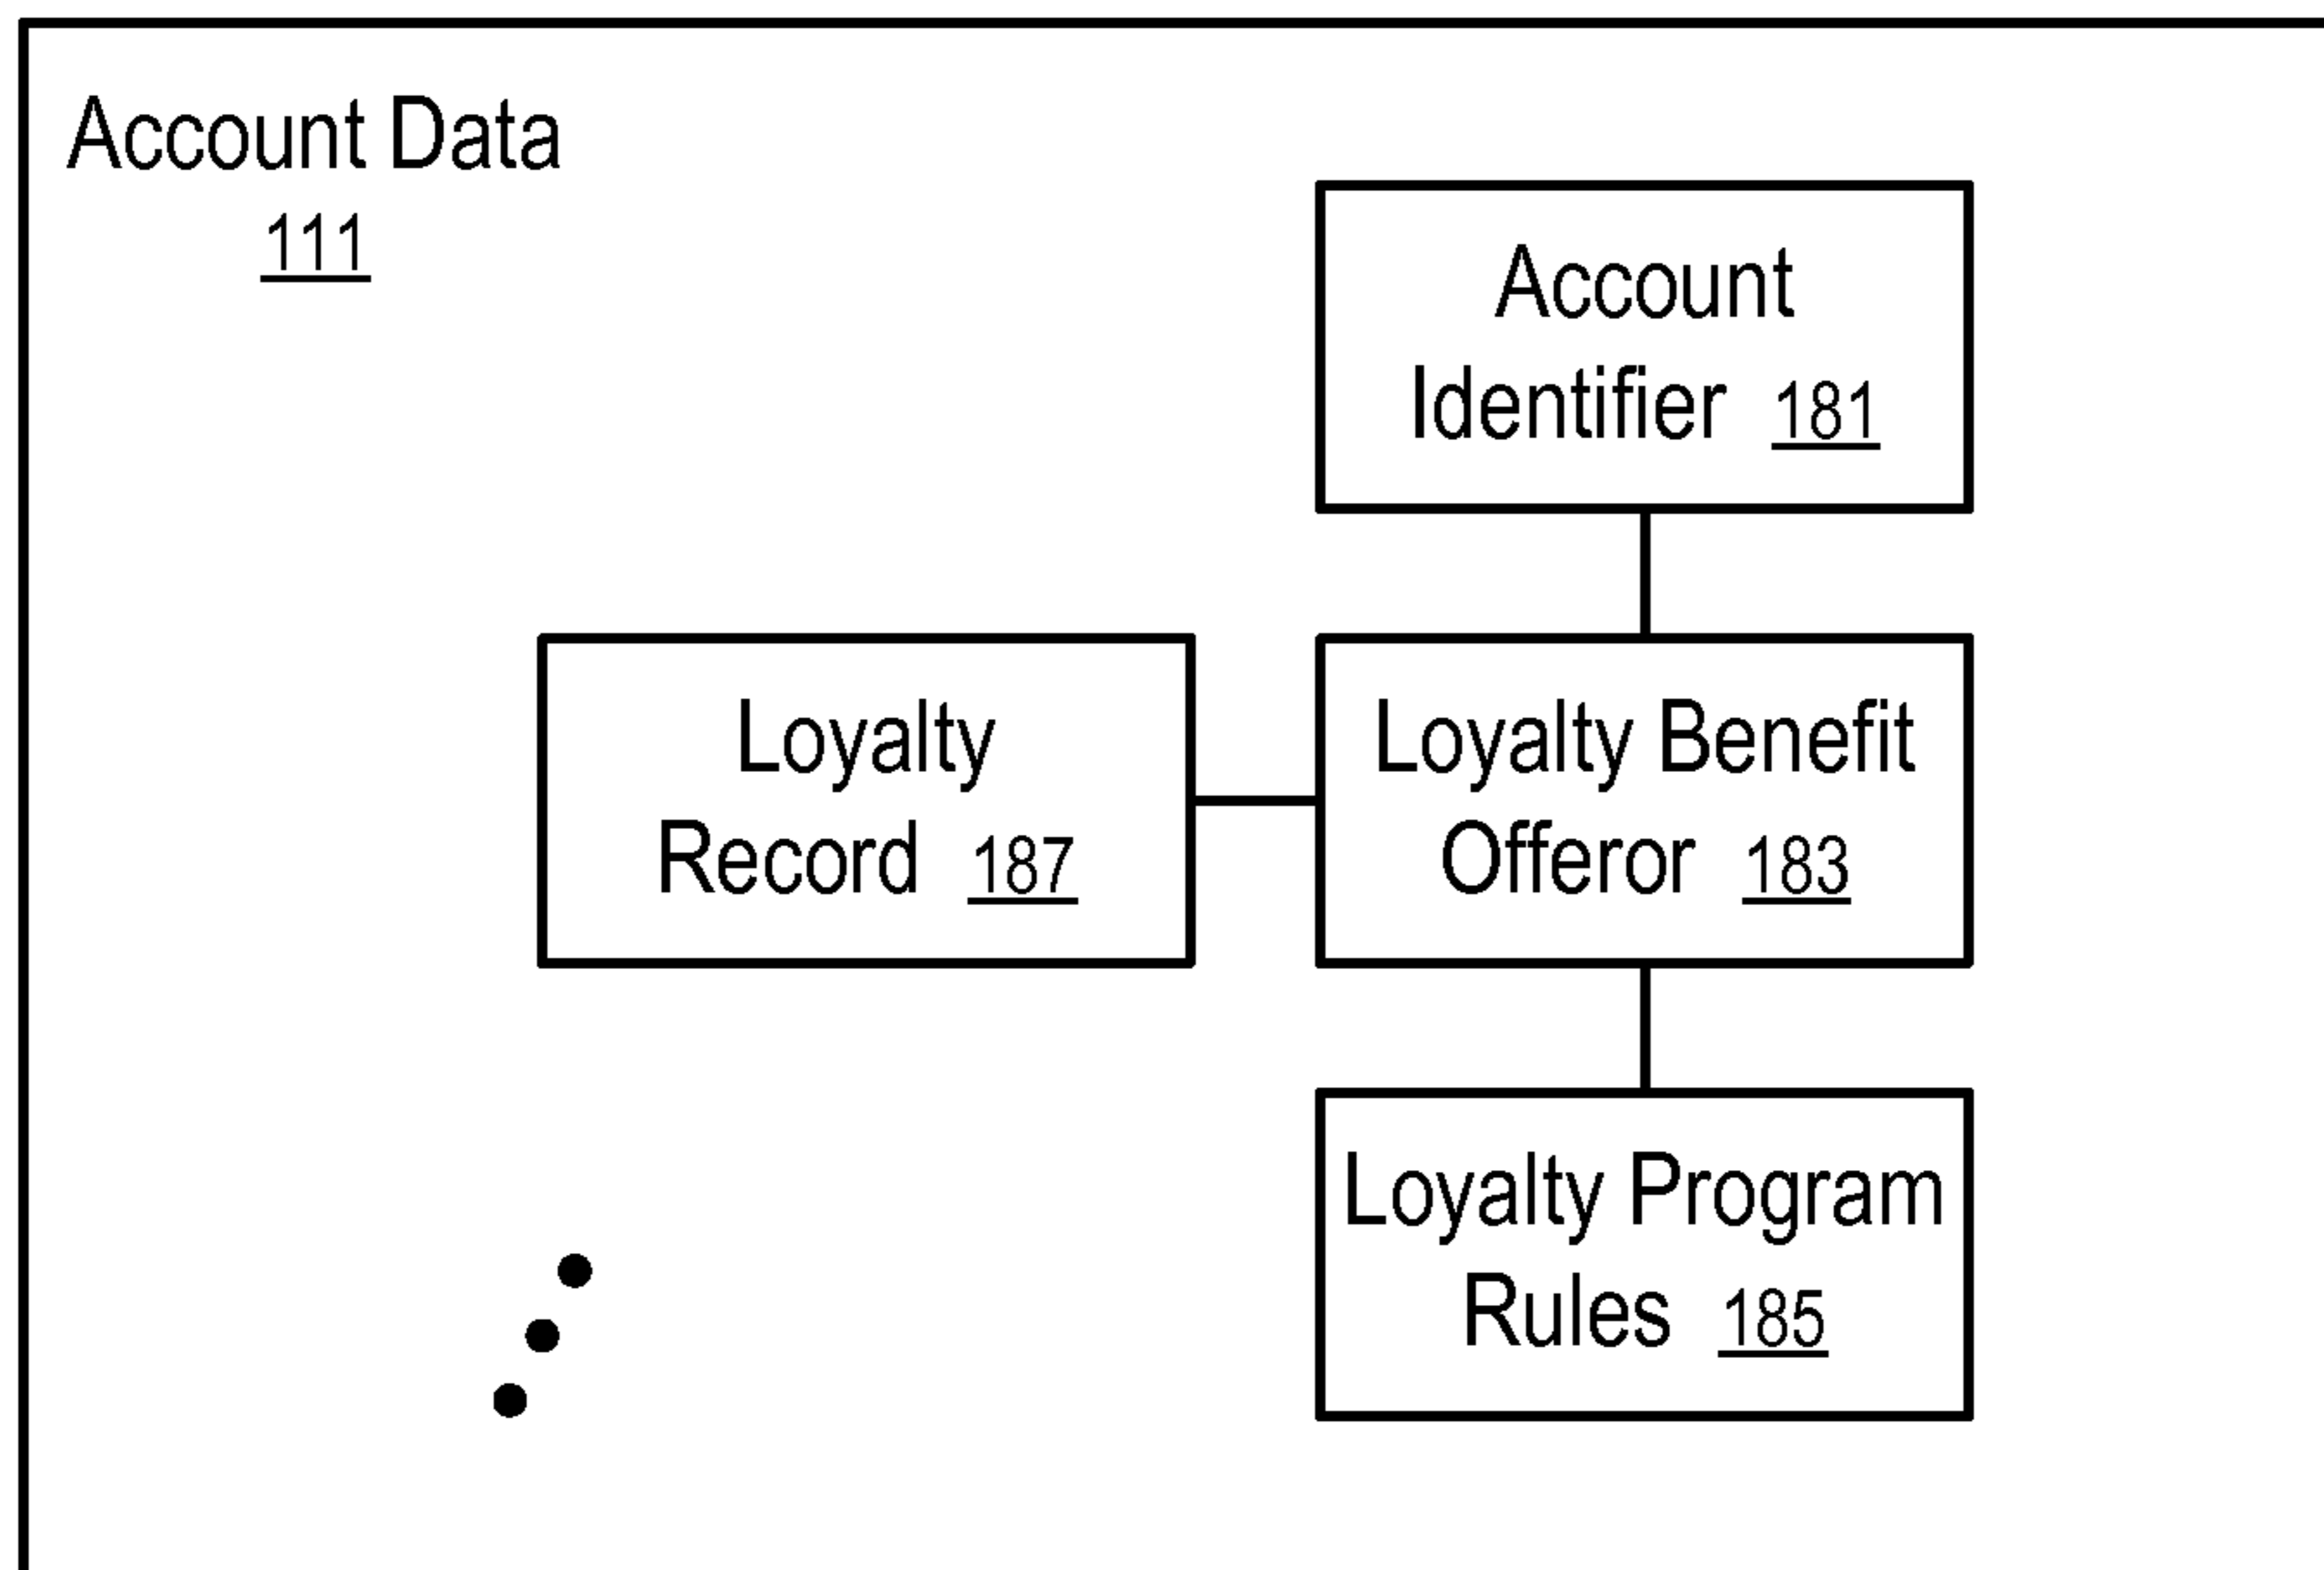 Account Data
111
Account
Identifier 181
Loyalty
Record 187
Loyalty Benefit
Offeror 183
Loyalty Program
Rules 185